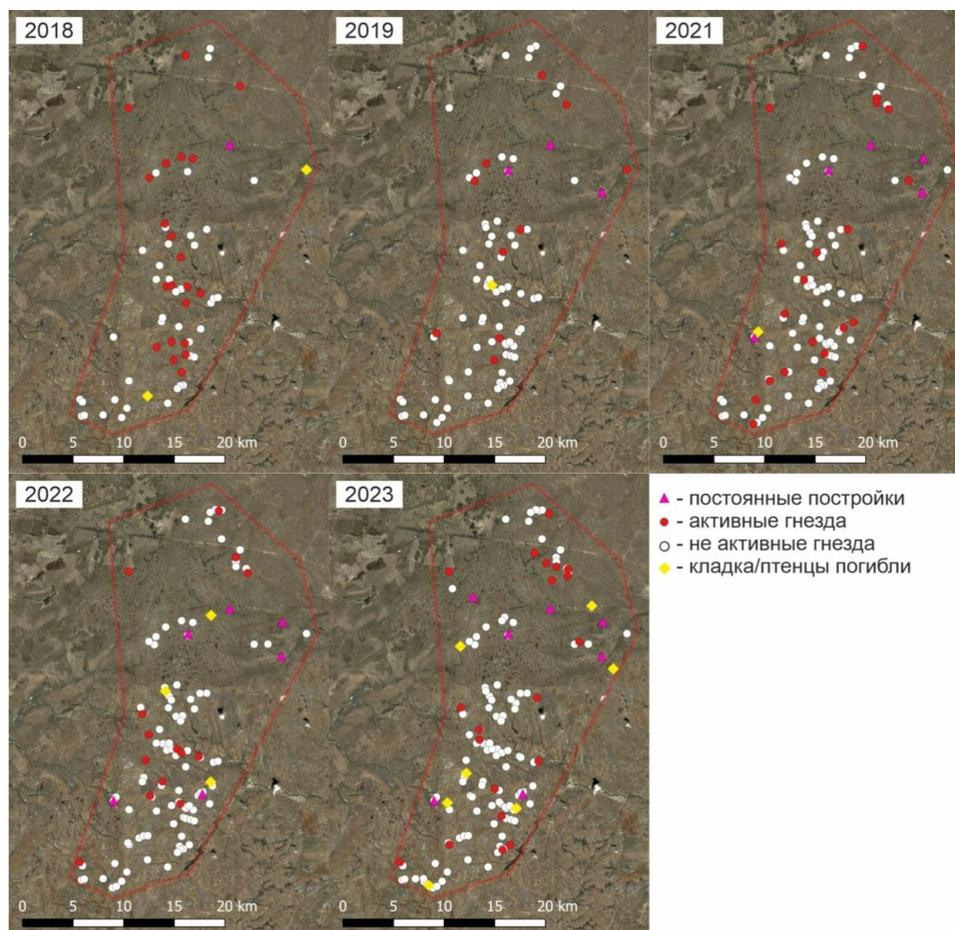 2018
2019
2021
0 5 10 15 20 km
0 5 10 15 20 km
0 5 10 15 20 km
2022
2023
- постоянные постройки
- активные гнезда
- не активные гнезда
- кладка/птенцы погибли
0 5 10 15 20 km
0 5 10 15 20 km